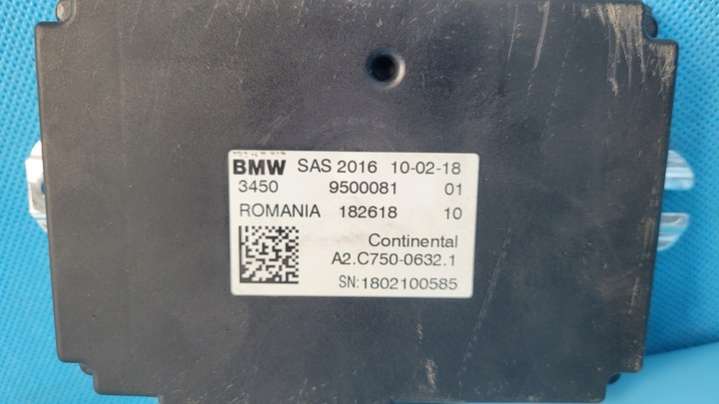 BMW SAS 2016 10-02-18
3450 9500081 01
ROMANIA 182618 10
Continental
A2.C750-0632.1
SN:1802100585